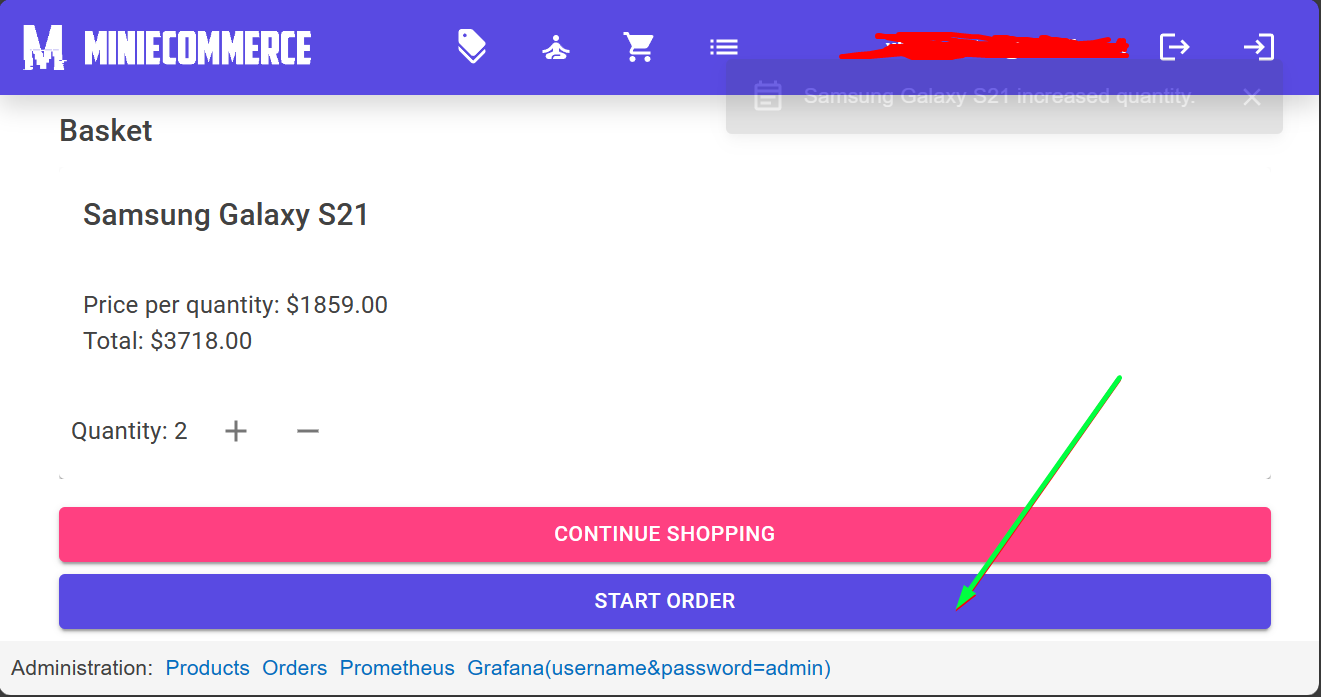 MINIECOMMERCE
Samsung Galaxy S21 increased quantity.
Basket
Samsung Galaxy S21
Price per quantity: $1859.00
Total: $3718.00
Quantity: 2
CONTINUE SHOPPING
START ORDER
Administration: Products Orders Prometheus Grafana(username&password=admin)